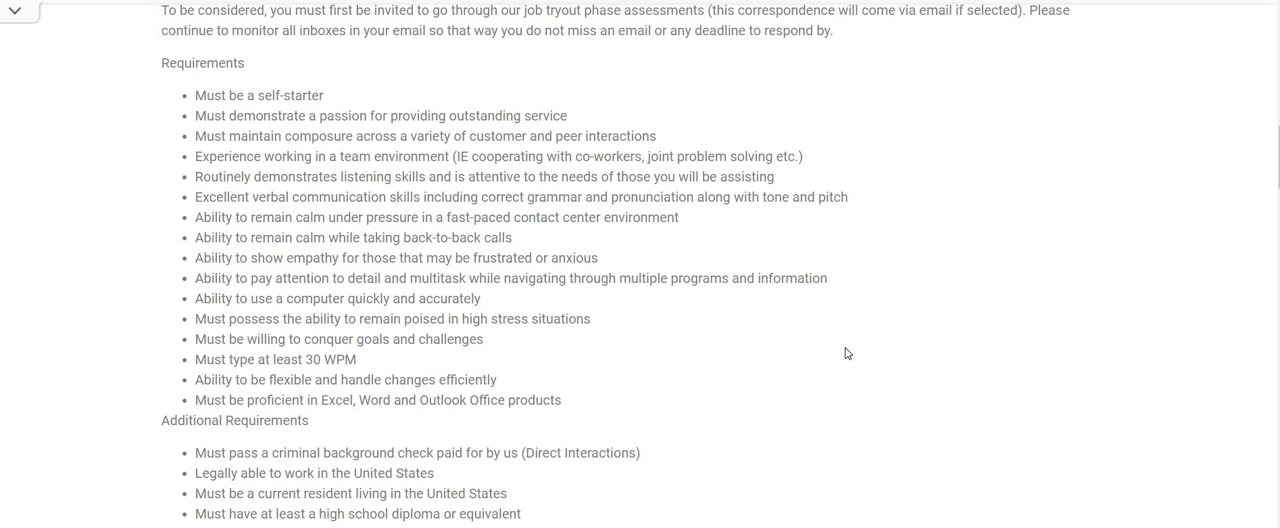 To be considered, you must first be invited to go through our job tryout phase assessments (this correspondence will come via email if selected). Please
continue to monitor all inboxes in your email so that way you do not miss an email or any deadline to respond by.
Requirements
• Must be a self-starter
• Must demonstrate a passion for providing outstanding service
• Must maintain composure across a variety of customer and peer interactions
• Experience working in a team environment (IE cooperating with co-workers, joint problem solving etc.)
• Routinely demonstrates listening skills and is attentive to the needs of those you will be assisting
• Excellent verbal communication skills including correct grammar and pronunciation along with tone and pitch
• Ability to remain calm under pressure in a fast-paced contact center environment
• Ability to remain calm while taking back-to-back calls
• Ability to show empathy for those that may be frustrated or anxious
• Ability to pay attention to detail and multitask while navigating through multiple programs and information
• Ability to use a computer quickly and accurately
• Must possess the ability to remain poised in high stress situations
• Must be willing to conquer goals and challenges
• Must type at least 30 WPM
• Ability to be flexible and handle changes efficiently
• Must be proficient in Excel, Word and Outlook Office products
Additional Requirements
• Must pass a criminal background check paid for by us (Direct Interactions)
• Legally able to work in the United States
• Must be a current resident living in the United States
• Must have at least a high school diploma or equivalent